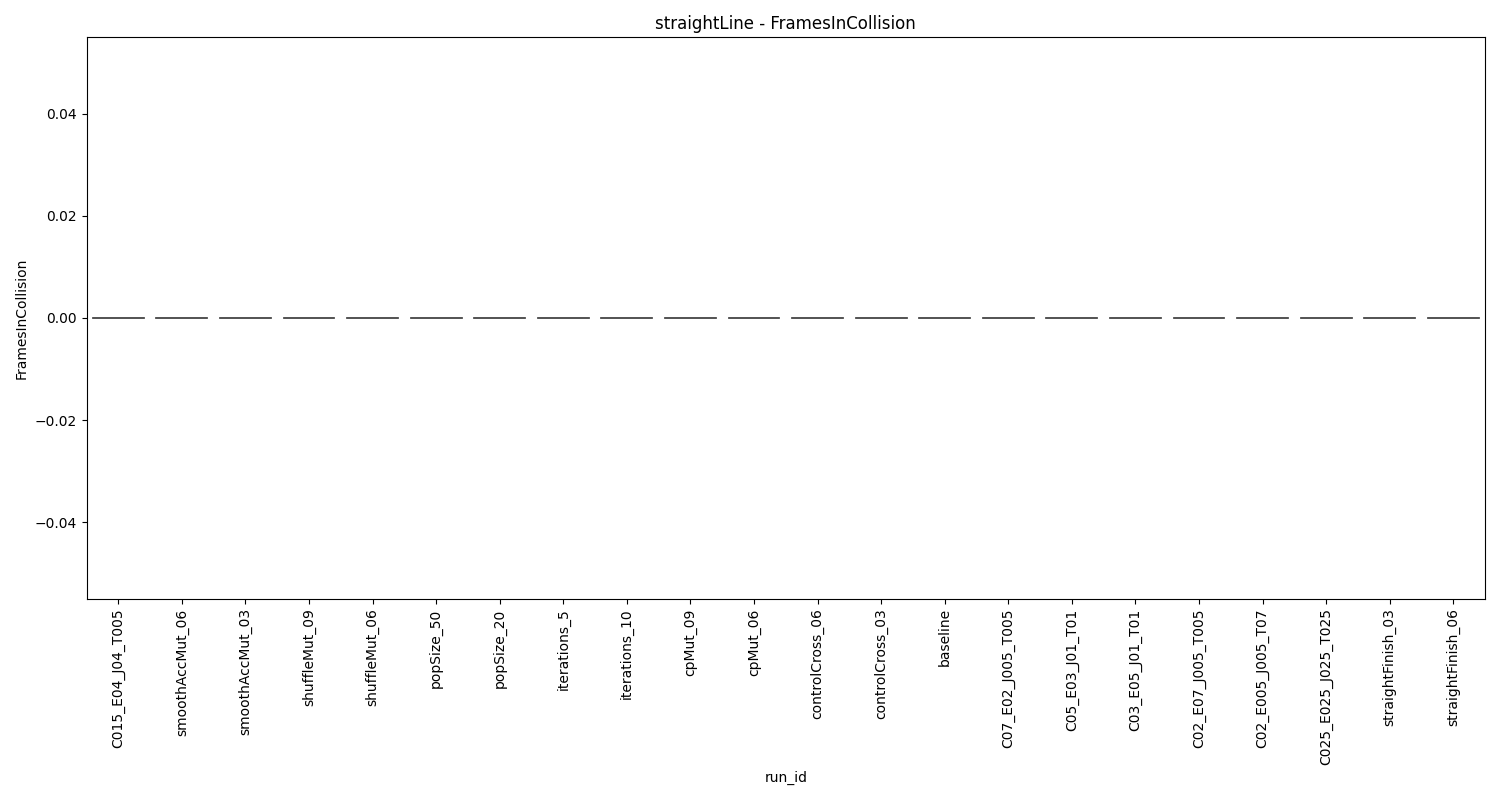 straightLine - FramesInCollision
FramesInCollision
0.04
0.02
0.00
−0.02
−0.04
C015_E04_J04_T005
smoothAccMut_06
smoothAccMut_03
shuffleMut_09
shuffleMut_06
popSize_50
popSize_20
iterations_5
iterations_10
cpMut_09
cpMut_06
controlCross_06
controlCross_03
baseline
C07_E02_J005_T005
C05_E03_J01_T01
C03_E05_J01_T01
C02_E07_J005_T005
C02_E005_J005_T07
C025_E025_J025_T025
straightFinish_03
straightFinish_06
run_id